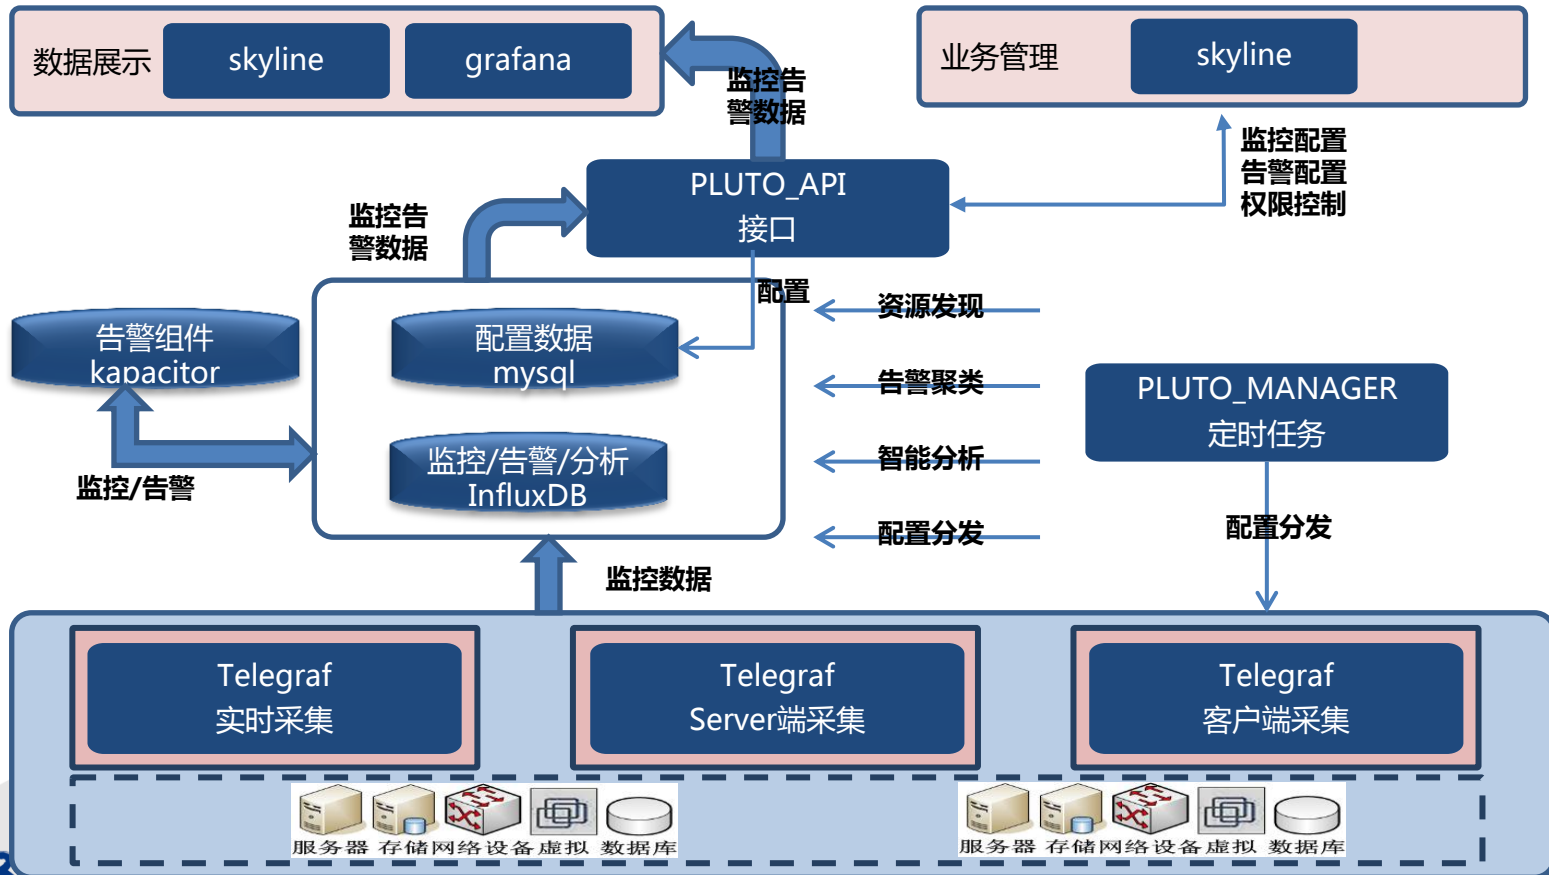 数据展示
skyline
grafana
业务管理
skyline
监控告
警数据
监控配置
告警配置
权限控制
PLUTO_API
接口
监控告
警数据
配置
资源发现
告警组件
kapacitor
配置数据
mysql
告警聚类
PLUTO_MANAGER
定时任务
监控/告警/分析
InfluxDB
智能分析
监控/告警
配置分发
配置分发
监控数据
Telegraf
实时采集
Telegraf
Server端采集
Telegraf
客户端采集
服务器 存储网络设备虚拟 数据库
服务器 存储网络设备虚拟 数据库